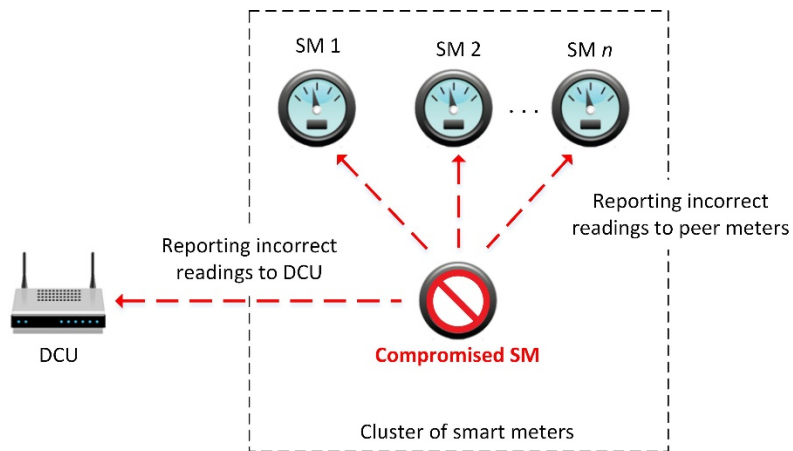 SM 1
SM 2
SM n
. . .
Reporting incorrect
readings to peer meters
Reporting incorrect
readings to DCU
DCU
Compromised SM
Cluster of smart meters